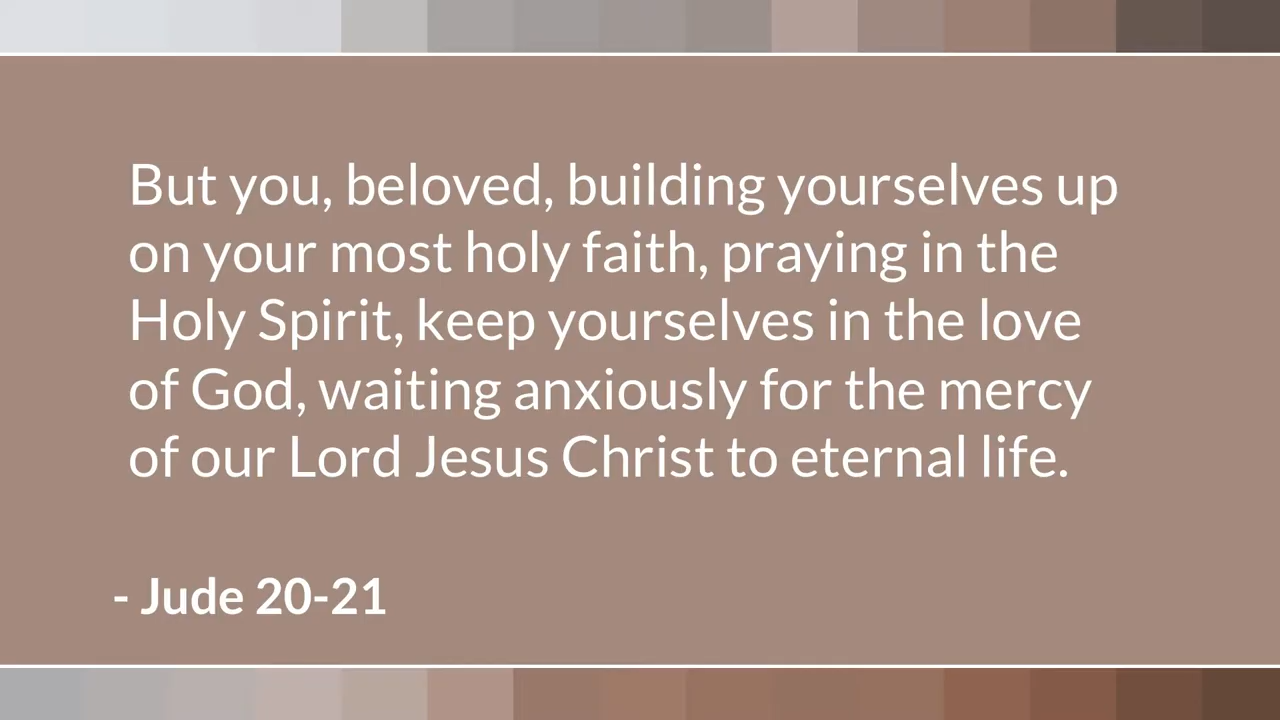 But you, beloved, building yourselves up
on your most holy faith, praying in the
Holy Spirit, keep yourselves in the love
of God, waiting anxiously for the mercy
of our Lord Jesus Christ to eternal life.
- Jude 20-21